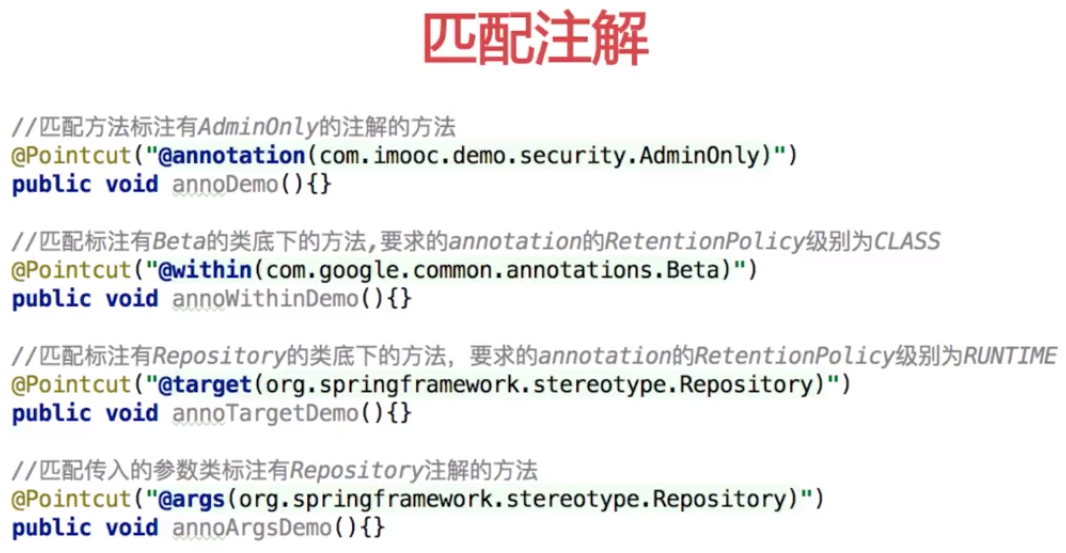 匹配注解
//匹配方法标注有AdminOnly的注解的方法
@Pointcut("@annotation(com.imooc.demo.security.AdminOnly)")
public void annoDemo(){}
//匹配标注有Beta的类底下的方法,要求的annotation的RetentionPolicy级别为CLASS
@Pointcut("@within(com.google.common.annotations.Beta)")
public void annoWithinDemo(){}
//匹配标注有Repository的类底下的方法，要求的annotation的RetentionPolicy级别为RUNTIME
@Pointcut("@target(org.springframework.stereotype.Repository)")
public void annoTargetDemo(){}
//匹配传入的参数类标注有Repository注解的方法
@Pointcut("@args(org.springframework.stereotype.Repository)")
public void annoArgsDemo(){}